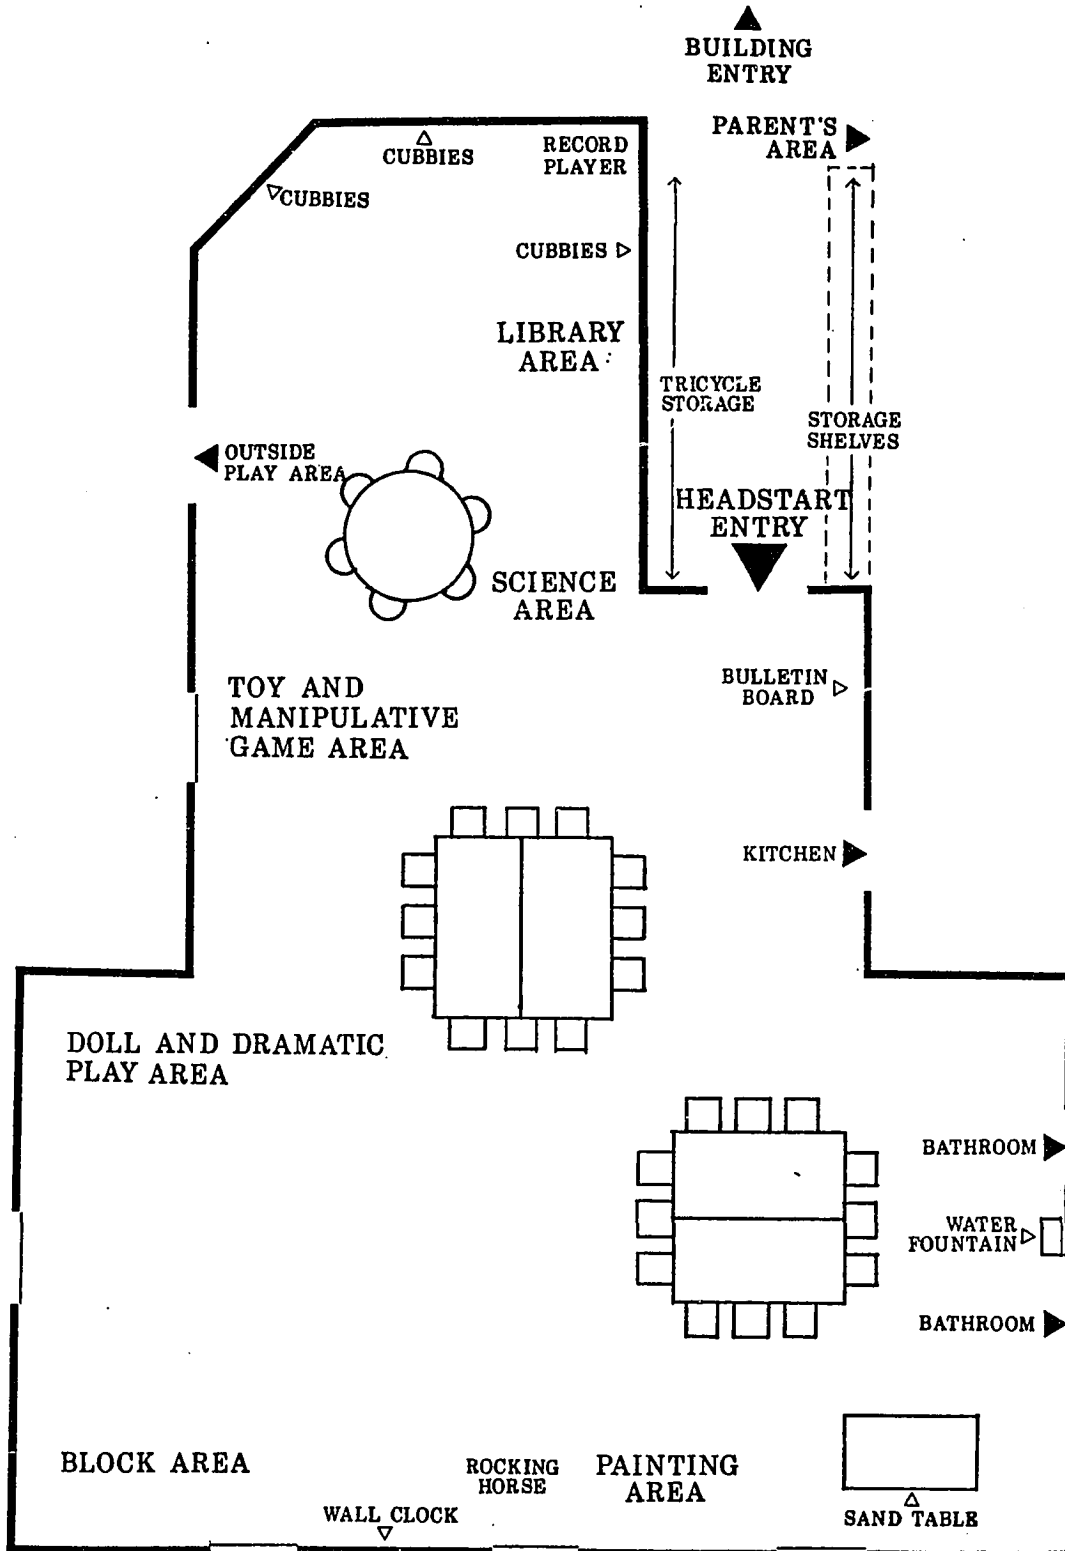 BUILDING
ENTRY
PARENT'S
AREA
RECORD
PLAYER
CUBBIES
CUBBIES
CUBBIES
LIBRARY
AREA
TRICYCLE
STORAGE
STORAGE
SHELVES
OUTSIDE
PLAY AREA
HEADSTART
ENTRY
SCIENCE
AREA
BULLETIN
BOARD
TOY AND
MANIPULATIVE
GAME AREA
KITCHEN
DOLL AND DRAMATIC
PLAY AREA
BATHROOM
WATER
FOUNTAIN
BATHROOM
BLOCK AREA
ROCKING
HORSE
PAINTING
AREA
WALL CLOCK
SAND TABLE